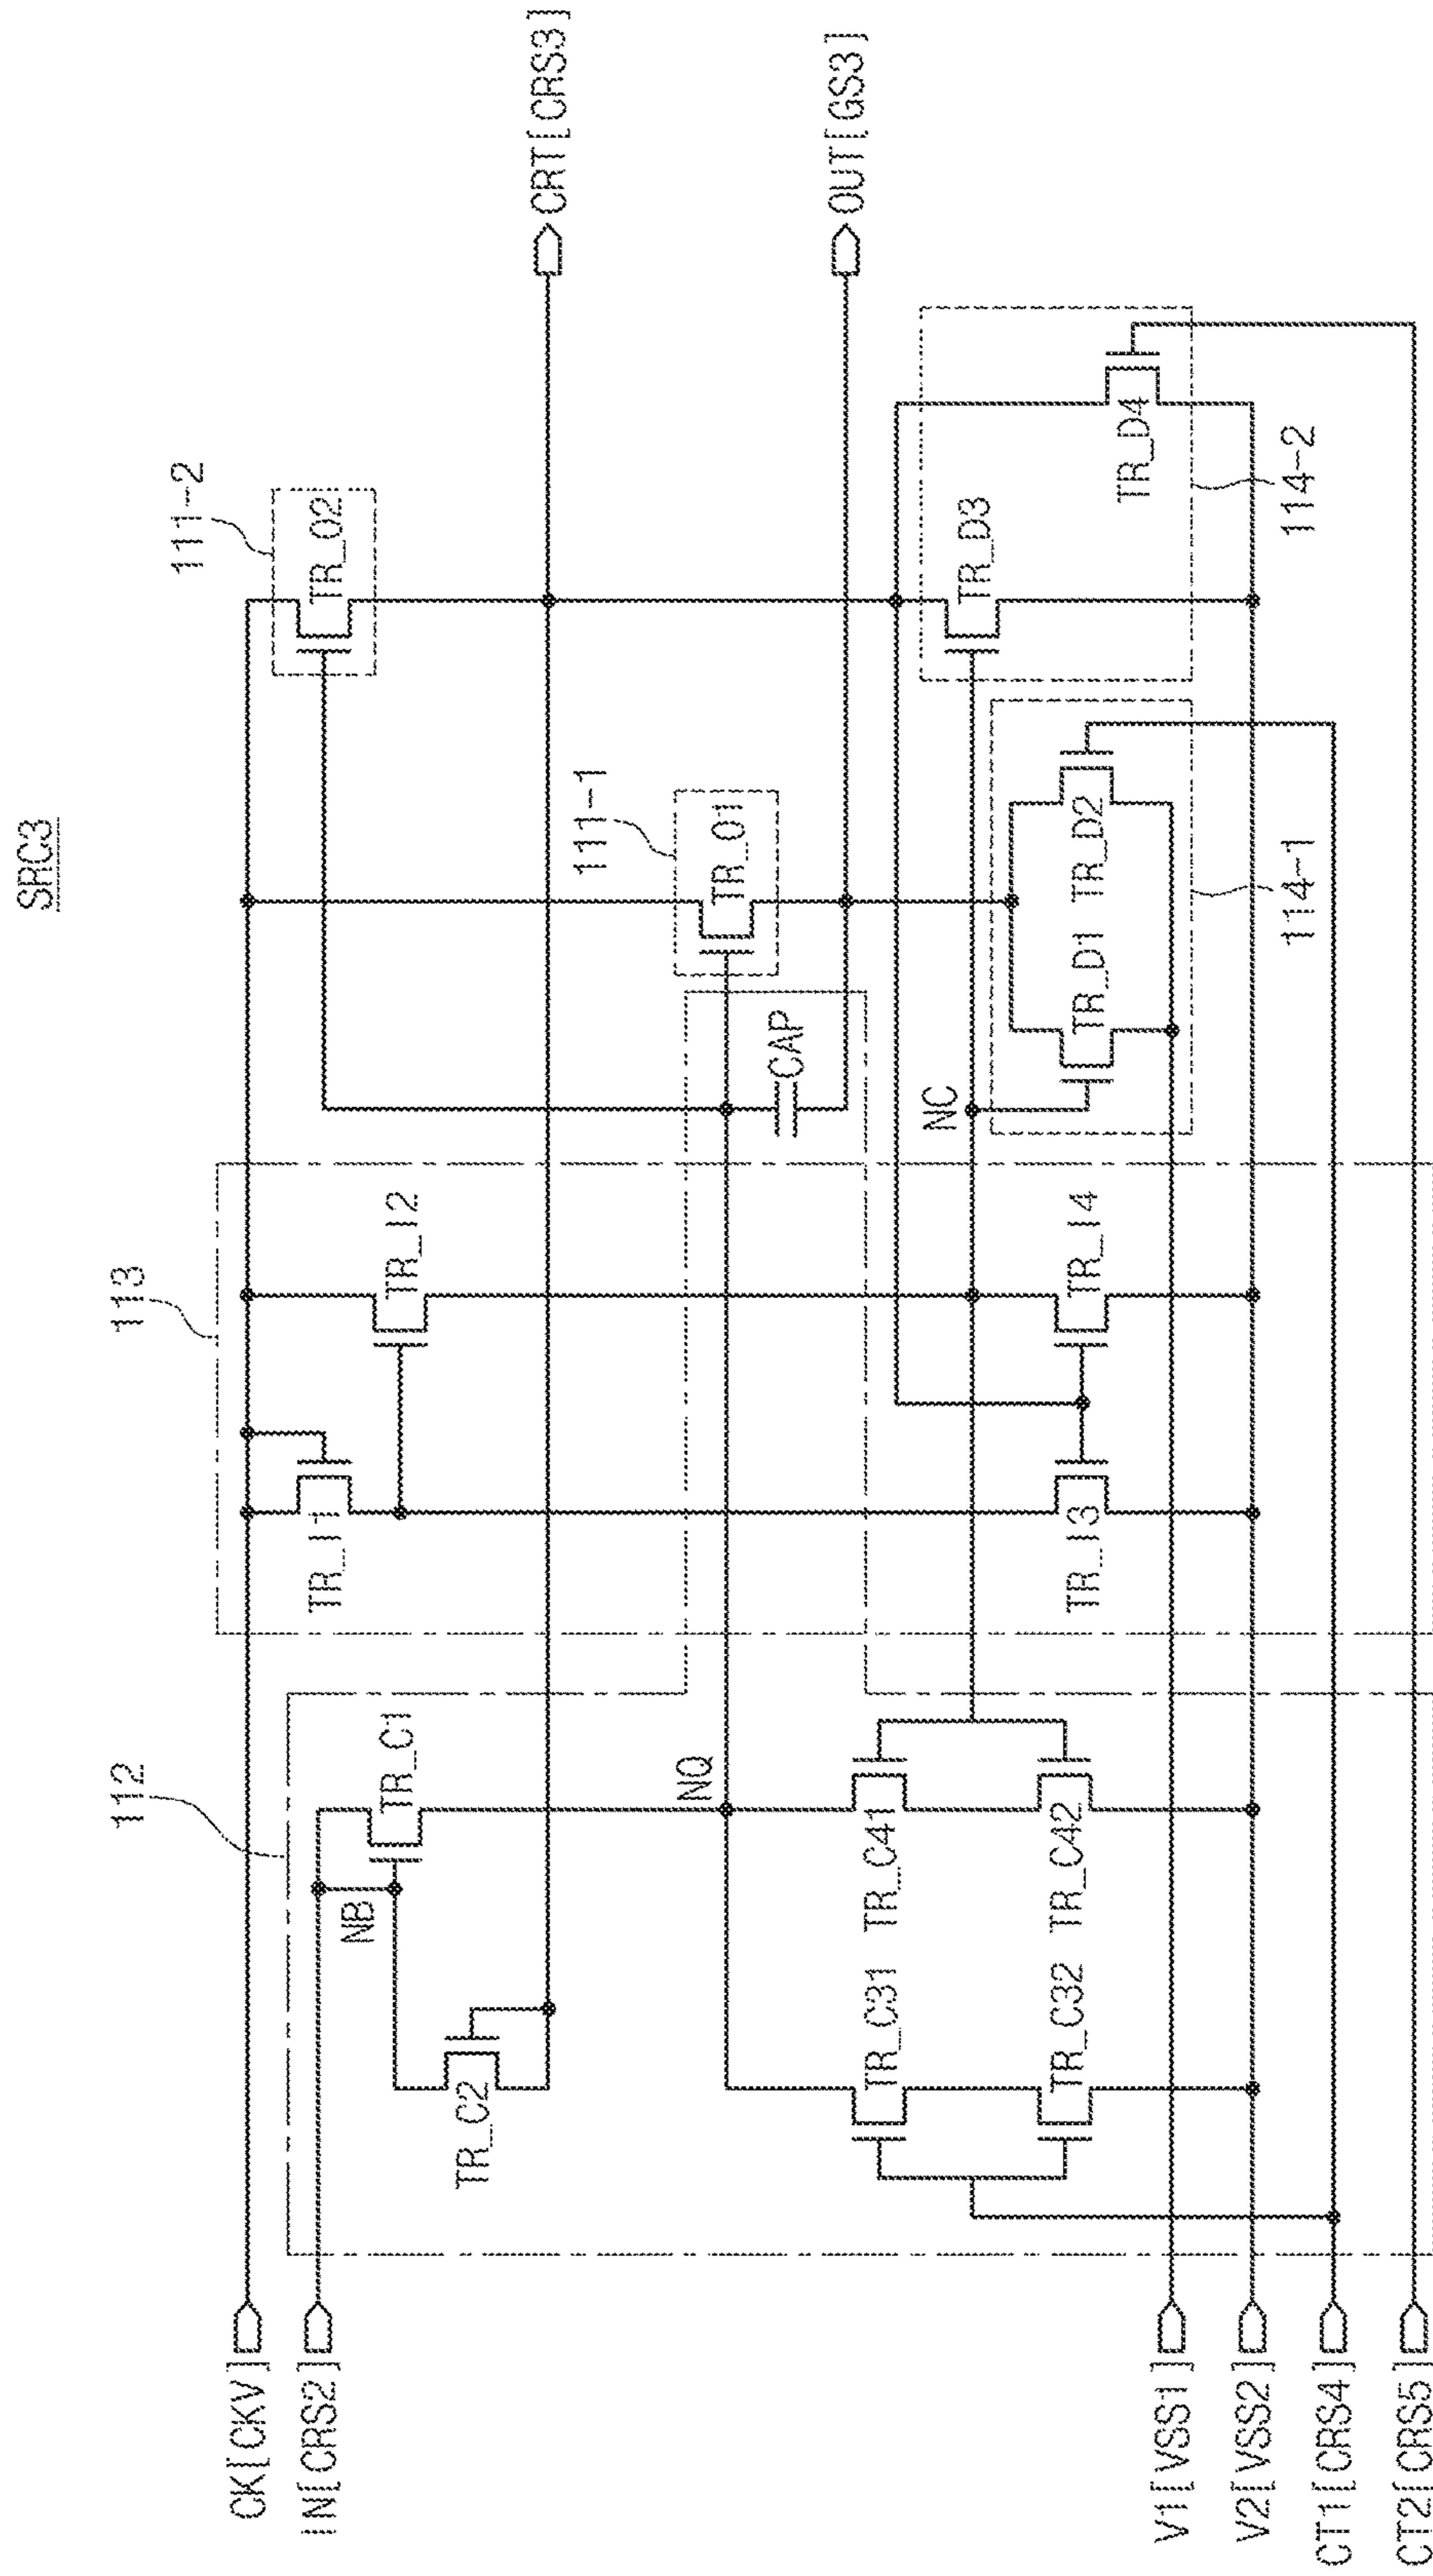 SRC3
111-2
TR_O2
CRT[CRS3]
OUT[GS3]
111-1
TR_O1
CAP
NC
TR_D1
TR_D2
114-1
TR_D3
TR_D4
114-2
113
TR_I1
TR_I2
TR_I3
TR_I4
112
TR_C1
NB
TR_C2
NQ
TR_C31
TR_C41
TR_C32
TR_C42
CK[CKV]
IN[CRS2]
V1[VSS1]
V2[VSS2]
CT1[CRS4]
CT2[CRS5]